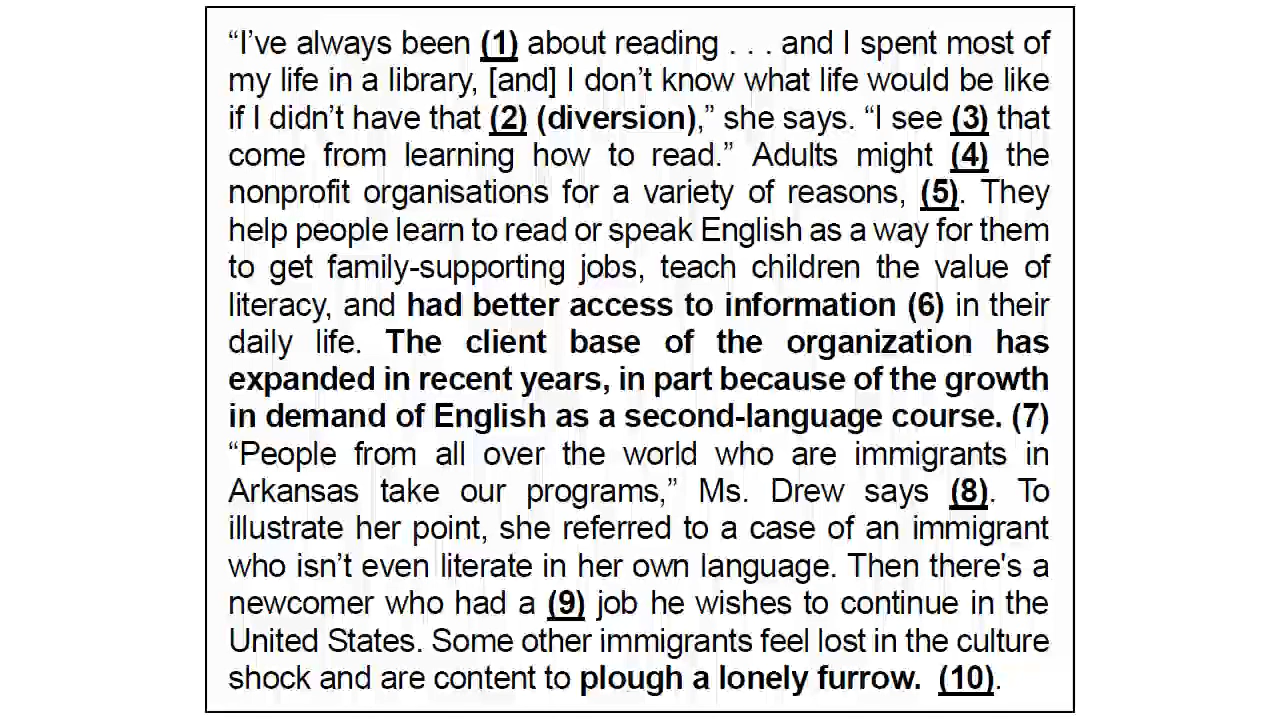 “I’ve always been (1) about reading . . . and I spent most of
my life in a library, [and] I don’t know what life would be like
if I didn’t have that (2) (diversion),” she says. “I see (3) that
come from learning how to read.” Adults might (4) the
nonprofit organisations for a variety of reasons, (5). They
help people learn to read or speak English as a way for them
to get family-supporting jobs, teach children the value of
literacy, and had better access to information (6) in their
daily life. The client base of the organization has
expanded in recent years, in part because of the growth
in demand of English as a second-language course. (7)
“People from all over the world who are immigrants in
Arkansas take our programs,” Ms. Drew says (8). To
illustrate her point, she referred to a case of an immigrant
who isn’t even literate in her own language. Then there's a
newcomer who had a (9) job he wishes to continue in the
United States. Some other immigrants feel lost in the culture
shock and are content to plough a lonely furrow. (10).